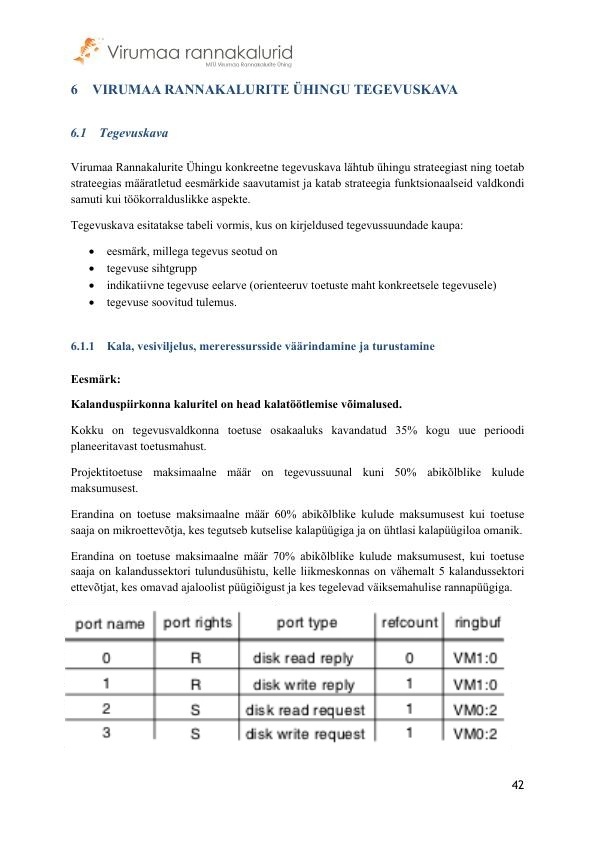 Virumaa rannakalurid
MTÜ Virumaa Rannakalurite Ühing
6 VIRUMAA RANNAKALURITE ÜHINGU TEGEVUSKAVA
6.1 Tegevuskava
Virumaa Rannakalurite Ühingu konkreetne tegevuskava lähtub ühingu strateegiast ning toetab
strateegias määratletud eesmärkide saavutamist ja katab strateegia funktsionaalseid valdkondi
samuti kui töökorralduslikke aspekte.
Tegevuskava esitatakse tabeli vormis, kus on kirjeldused tegevussuundade kaupa:
• eesmärk, millega tegevus seotud on
• tegevuse sihtgrupp
• indikatiivne tegevuse eelarve (orienteeruv toetuste maht konkreetsele tegevusele)
• tegevuse soovitud tulemus.
6.1.1 Kala, vesiviljelus, mereressursside väärindamine ja turustamine
Eesmärk:
Kalanduspiirkonna kaluritel on head kalatöötlemise võimalused.
Kokku on tegevusvaldkonna toetuse osakaaluks kavandatud 35% kogu uue perioodi
planeeritavast toetusmahust.
Projektitoetuse maksimaalne määr on tegevussuunal kuni 50% abikõlblike kulude
maksumusest.
Erandina on toetuse maksimaalne määr 60% abikõlblike kulude maksumusest kui toetuse
saaja on mikroettevõtja, kes tegutseb kutselise kalapüügiga ja on ühtlasi kalapüügiloa omanik.
Erandina on toetuse maksimaalne määr 70% abikõlblike kulude maksumusest, kui toetuse
saaja on kalandussektori tulundusühistu, kelle liikmeskonnas on vähemalt 5 kalandussektori
ettevõtjat, kes omavad ajaloolist püügiõigust ja kes tegelevad väiksemahulise rannapüügiga.
port name port rights port type refcount ringbuf
0 R disk read reply 0 VM1:0
1 R disk write reply 1 VM1:0
2 S disk read request 1 VM0:2
3 S disk write request 1 VM0:2
42